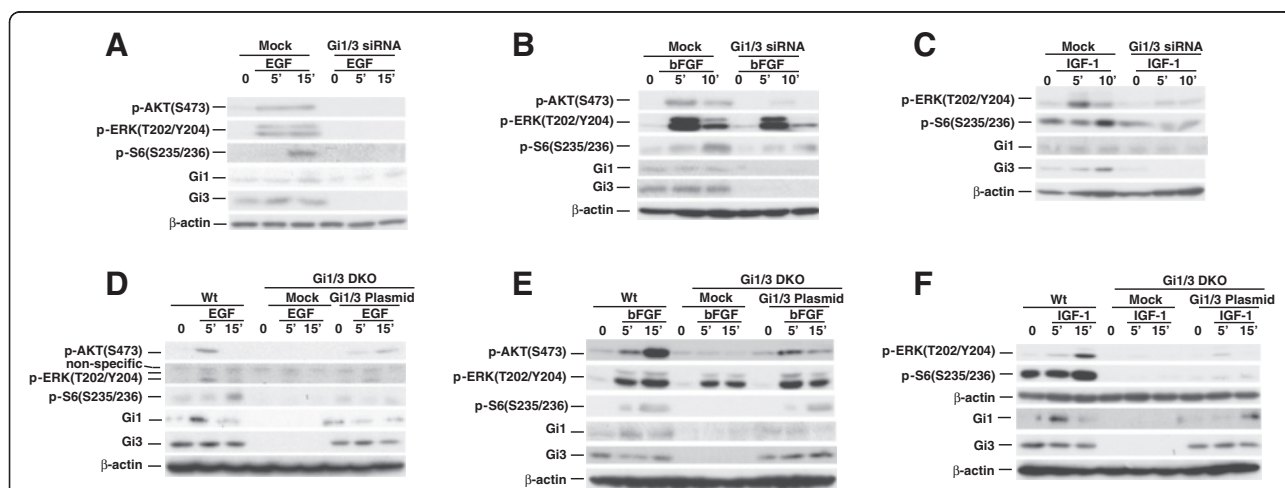 A
Mock Gi1/3 siRNA
EGF EGF
0 5' 15' 0 5' 15'
p-AKT(S473)
p-ERK(T202/Y204)
p-S6(S235/236)
Gi1
Gi3
β-actin
B
Mock Gi1/3 siRNA
bFGF bFGF
0 5' 10' 0 5' 10'
p-AKT(S473)
p-ERK(T202/Y204)
p-S6(S235/236)
Gi1
Gi3
β-actin
C
Mock Gi1/3 siRNA
IGF-1 IGF-1
0 5' 10' 0 5' 10'
p-ERK(T202/Y204)
p-S6(S235/236)
Gi1
Gi3
β-actin
D
Gi1/3 DKO
Wt Mock Gi1/3 Plasmid
EGF EGF EGF
0 5' 15' 0 5' 15' 0 5' 15'
p-AKT(S473)
non-specific
p-ERK(T202/Y204)
p-S6(S235/236)
Gi1
Gi3
β-actin
E
Gi1/3 DKO
Wt Mock Gi1/3 Plasmid
bFGF bFGF bFGF
0 5' 15' 0 5' 15' 0 5' 15'
p-AKT(S473)
p-ERK(T202/Y204)
p-S6(S235/236)
Gi1
Gi3
β-actin
F
Gi1/3 DKO
Wt Mock Gi1/3 Plasmid
IGF-1 IGF-1 IGF-1
0 5' 15' 0 5' 15' 0 5' 15'
p-ERK(T202/Y204)
p-S6(S235/236)
β-actin
Gi1
Gi3
β-actin